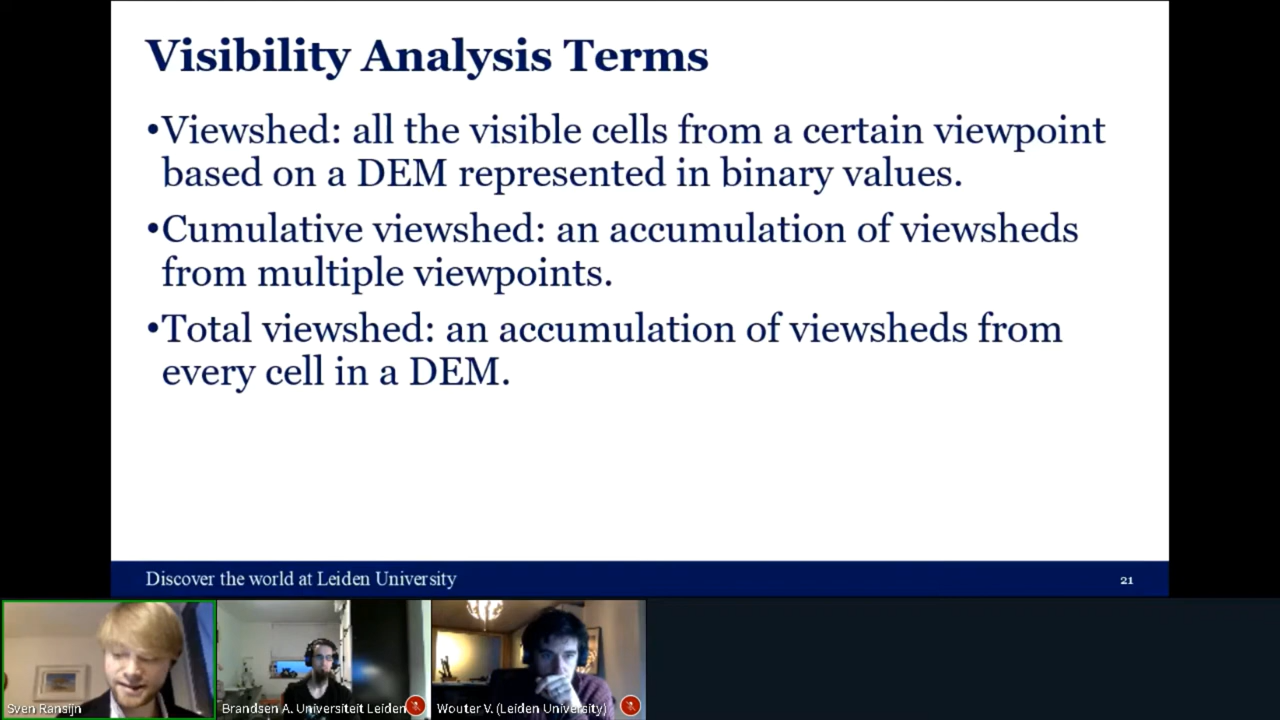 Visibility Analysis Terms
•Viewshed: all the visible cells from a certain viewpoint
based on a DEM represented in binary values.
•Cumulative viewshed: an accumulation of viewsheds
from multiple viewpoints.
•Total viewshed: an accumulation of viewsheds from
every cell in a DEM.
Discover the world at Leiden University
21
Sven Ransijn
Brandsen A. Universiteit Leiden
Wouter V. (Leiden University)